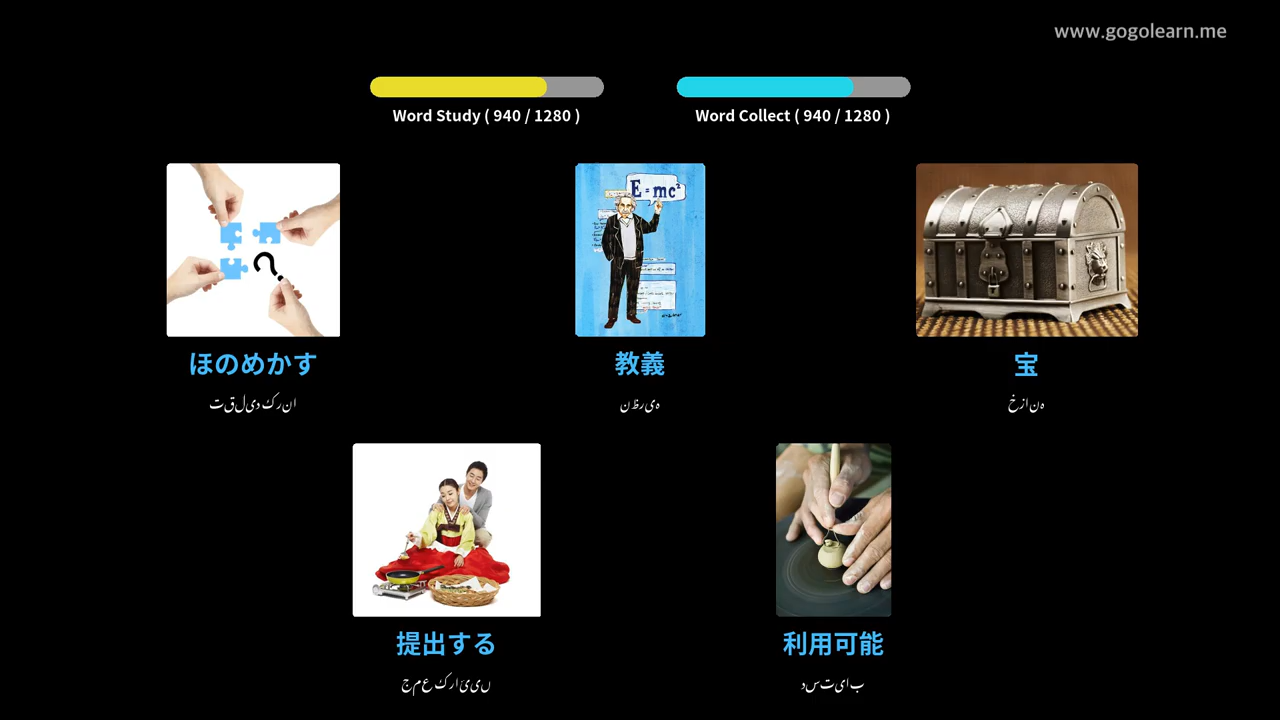 www.gogolearn.me
Word Study ( 940 / 1280 )
Word Collect ( 940 / 1280 )
E=mc²
ほのめかす
تقلید کرنا
教義
نظریہ
宝
خزانہ
提出する
جمع کرائیں
利用可能
دستیاب